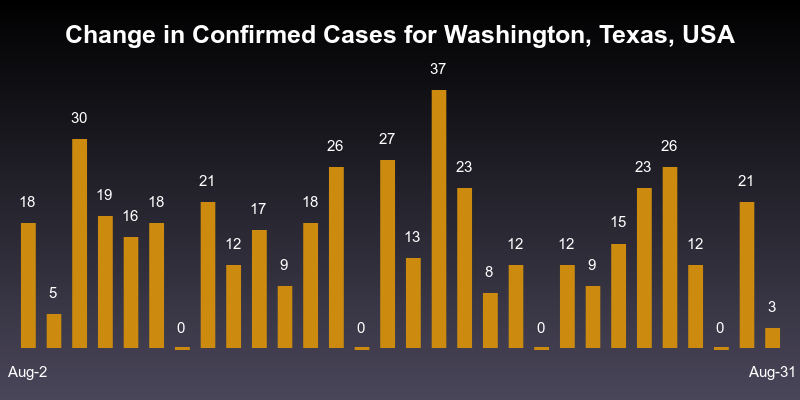 Change in Confirmed Cases for Washington, Texas, USA
18 5 30 19 16 18 0 21 12 17 9 18 26 0 27 13 37 23 8 12 0 12 9 15 23 26 12 0 21 3
Aug-2 Aug-31